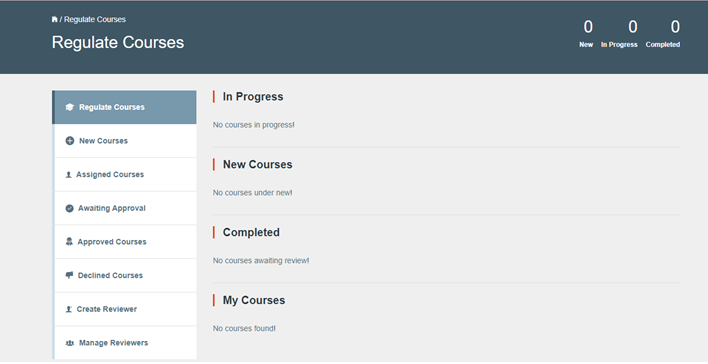 / Regulate Courses
Regulate Courses
0 0 0
New In Progress Completed
Regulate Courses
New Courses
Assigned Courses
Awaiting Approval
Approved Courses
Declined Courses
Create Reviewer
Manage Reviewers
In Progress
No courses in progress!
New Courses
No courses under new!
Completed
No courses awaiting review!
My Courses
No courses found!